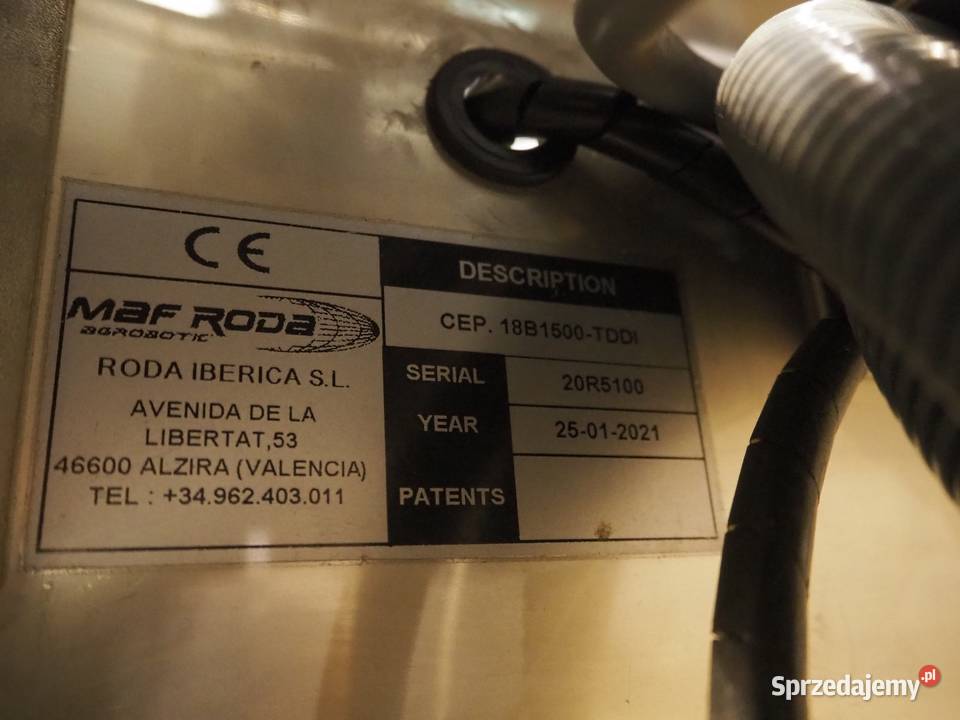 CE
MAF RODA
AGROBOTIC
RODA IBERICA S.L.
AVENIDA DE LA
LIBERTAT,53
46600 ALZIRA (VALENCIA)
TEL : +34.962.403.011
DESCRIPTION
CEP. 18B1500-TDDI
SERIAL 20R5100
YEAR 25-01-2021
PATENTS
Sprzedajemy.pl